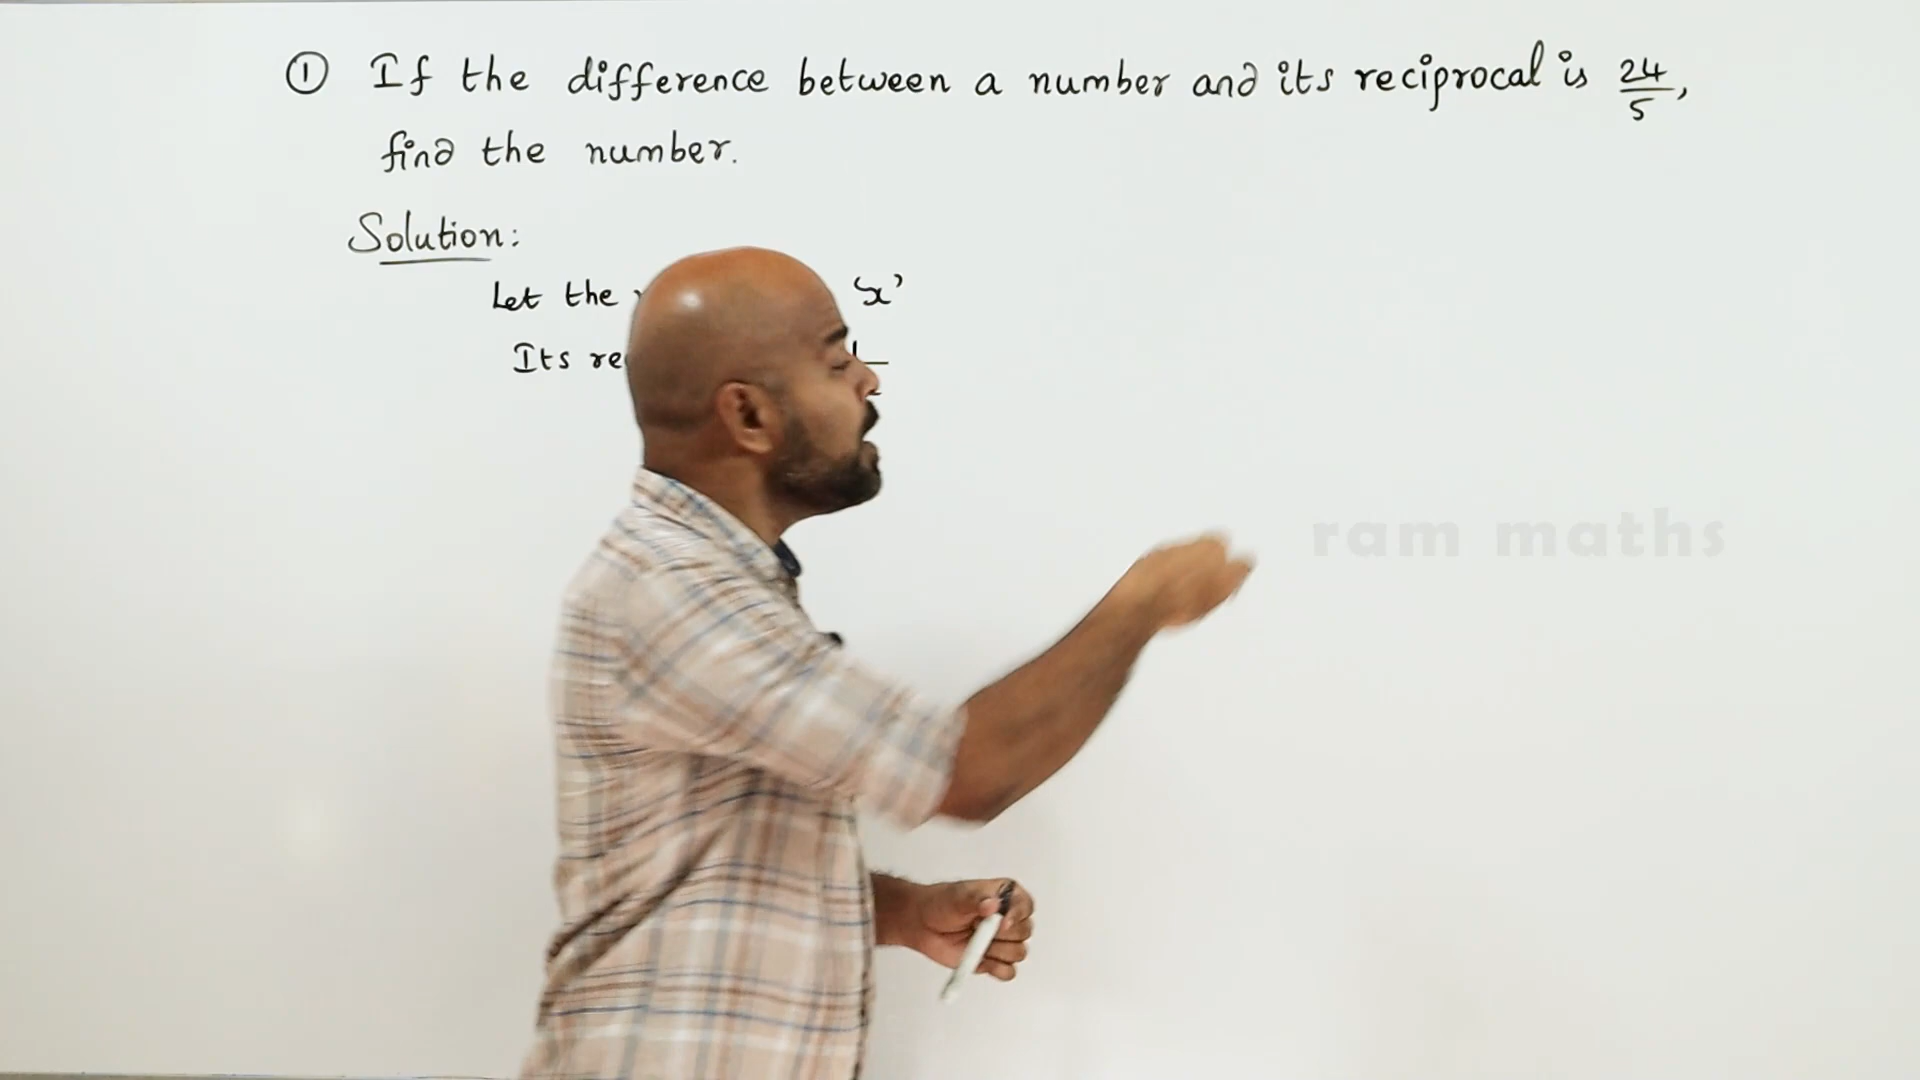 ① If the difference between a number and its reciprocal is 24/5,
find the number.
Solution:
Let the 'x'
Its
ram maths